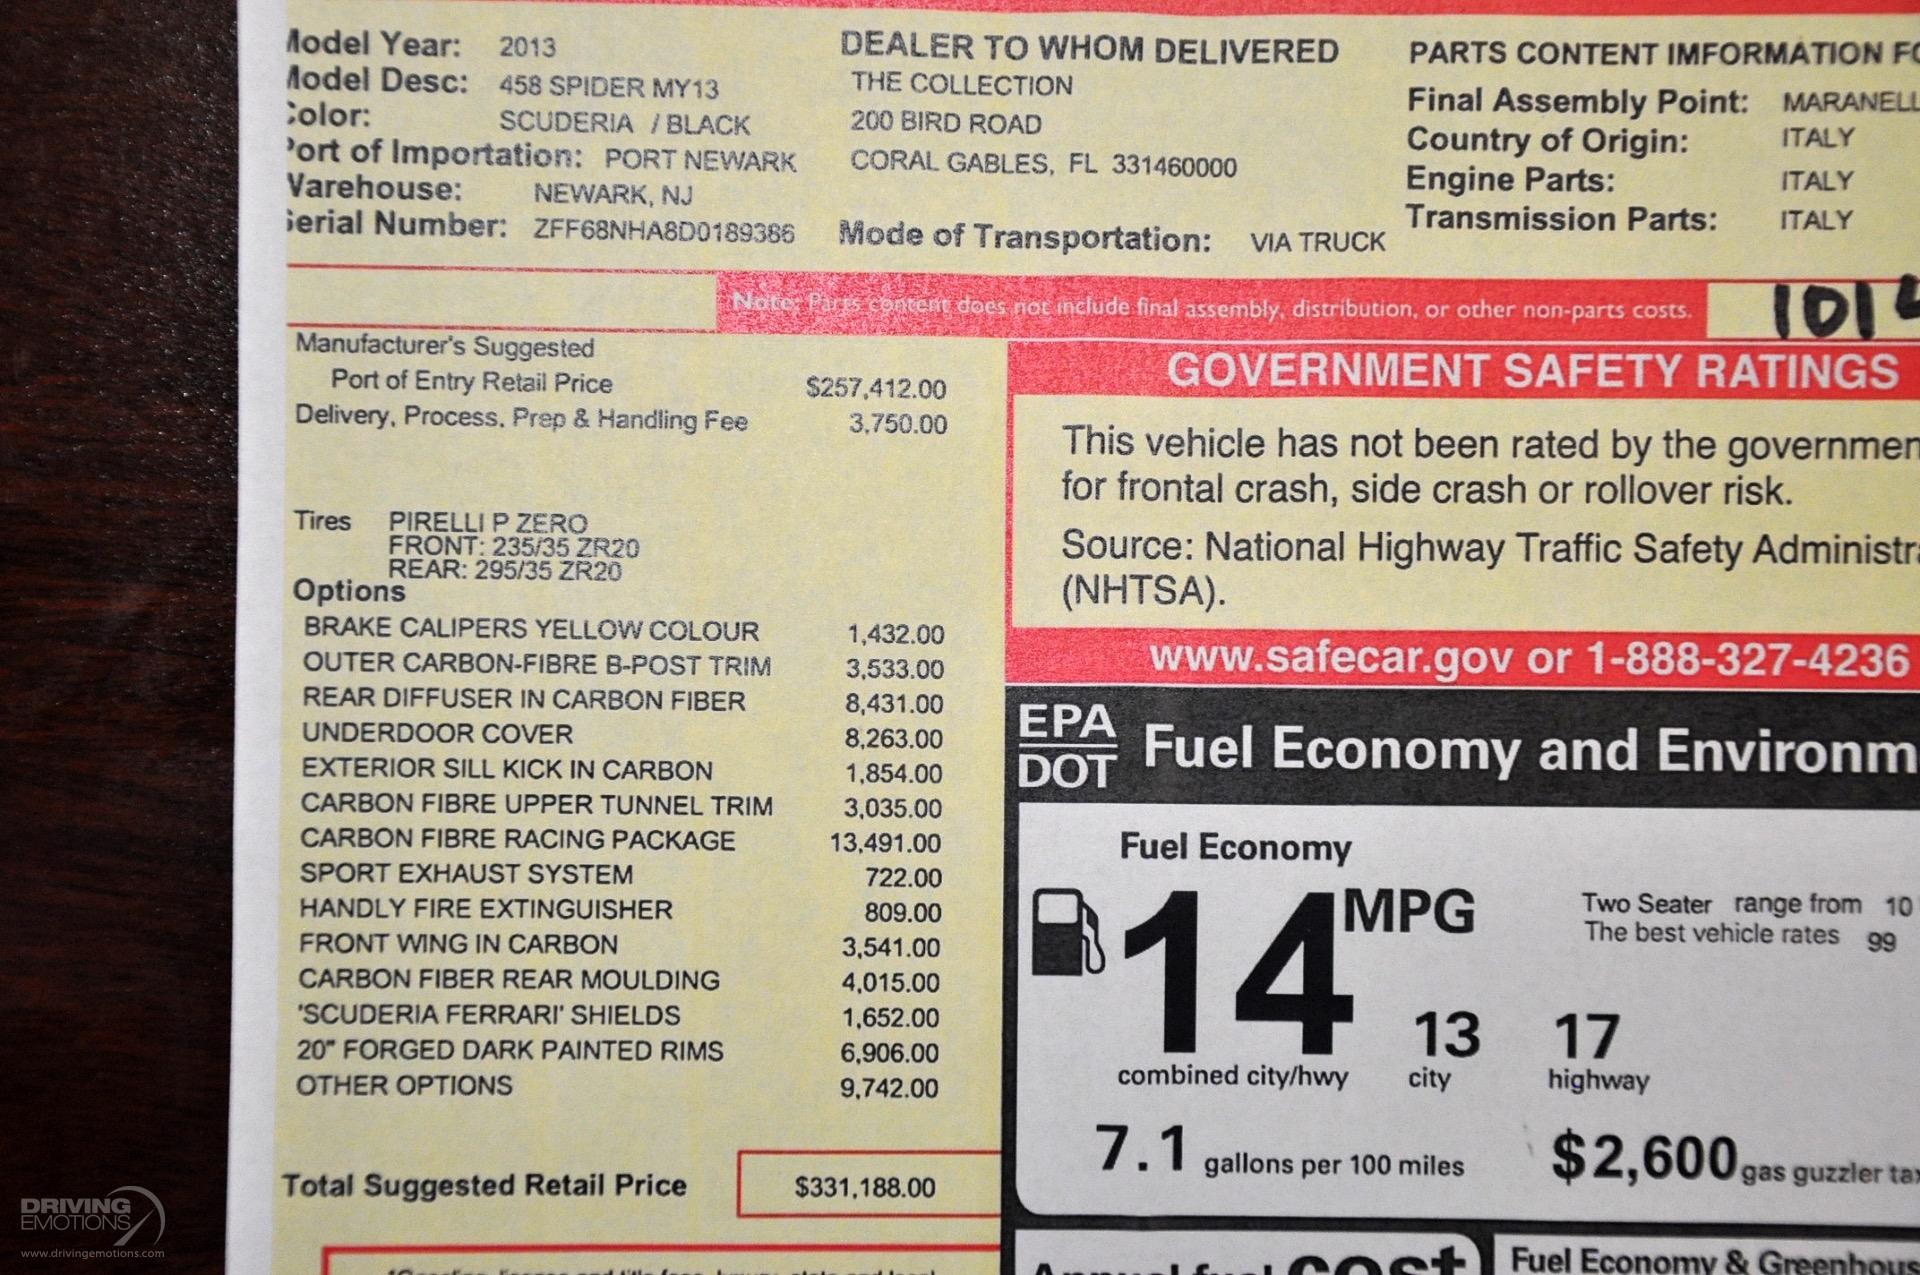 Model Year: 2013
Model Desc: 458 SPIDER MY13
Color: SCUDERIA / BLACK
Port of Importation: PORT NEWARK
Warehouse: NEWARK, NJ
Serial Number: ZFF68NHA8D0189386
DEALER TO WHOM DELIVERED
THE COLLECTION
200 BIRD ROAD
CORAL GABLES, FL 331460000
Mode of Transportation: VIA TRUCK
PARTS CONTENT IMFORMATION FO
Final Assembly Point: MARANELL
Country of Origin: ITALY
Engine Parts: ITALY
Transmission Parts: ITALY
Note: Parts content does not include final assembly, distribution, or other non-parts costs.
1014
Manufacturer's Suggested
Port of Entry Retail Price $257,412.00
Delivery, Process, Prep & Handling Fee 3,750.00
Tires PIRELLI P ZERO
FRONT: 235/35 ZR20
REAR: 295/35 ZR20
Options
BRAKE CALIPERS YELLOW COLOUR 1,432.00
OUTER CARBON-FIBRE B-POST TRIM 3,533.00
REAR DIFFUSER IN CARBON FIBER 8,431.00
UNDERDOOR COVER 8,263.00
EXTERIOR SILL KICK IN CARBON 1,854.00
CARBON FIBRE UPPER TUNNEL TRIM 3,035.00
CARBON FIBRE RACING PACKAGE 13,491.00
SPORT EXHAUST SYSTEM 722.00
HANDLY FIRE EXTINGUISHER 809.00
FRONT WING IN CARBON 3,541.00
CARBON FIBER REAR MOULDING 4,015.00
'SCUDERIA FERRARI' SHIELDS 1,652.00
20" FORGED DARK PAINTED RIMS 6,906.00
OTHER OPTIONS 9,742.00
Total Suggested Retail Price $331,188.00
GOVERNMENT SAFETY RATINGS
This vehicle has not been rated by the governmen
for frontal crash, side crash or rollover risk.
Source: National Highway Traffic Safety Administra
(NHTSA).
www.safecar.gov or 1-888-327-4236
EPA
DOT
Fuel Economy and Environm
Fuel Economy
14 MPG
combined city/hwy
13
city
17
highway
Two Seater range from 10
The best vehicle rates 99
7.1 gallons per 100 miles
$2,600 gas guzzler tax
Annual fuel cost
Fuel Economy & Greenhous
DRIVING
EMOTIONS
www.drivingemotions.com